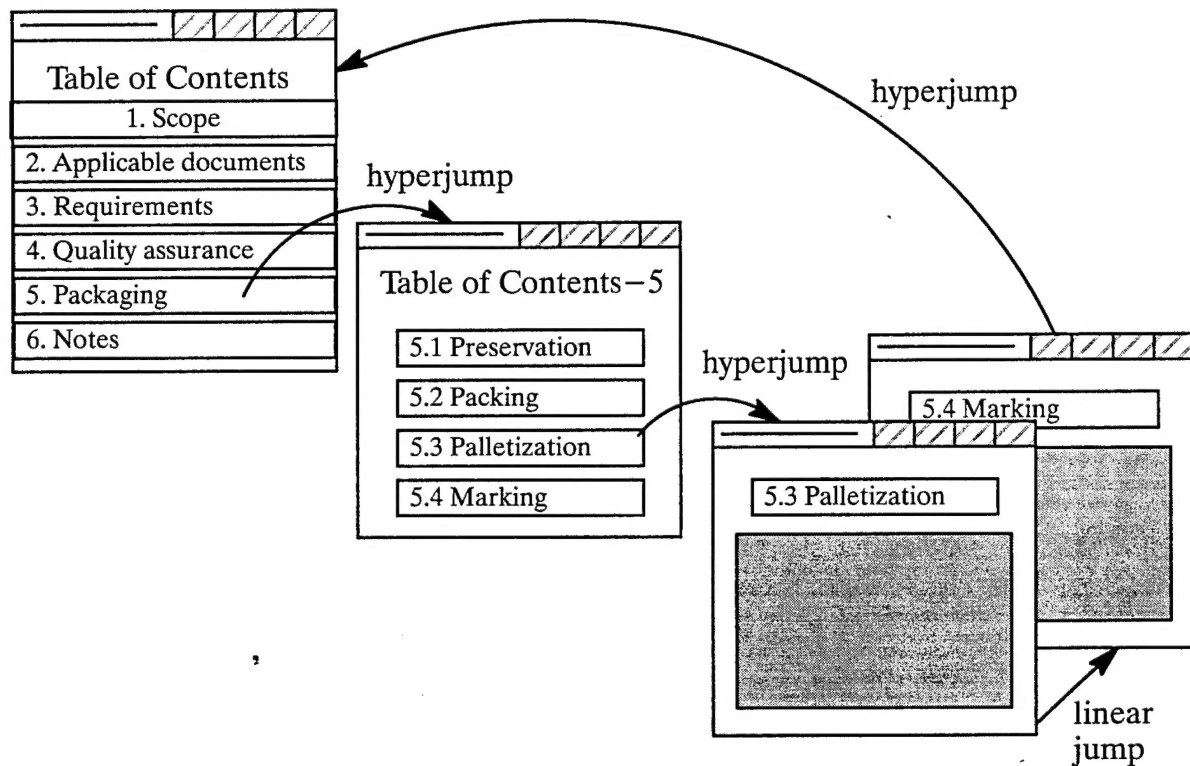 Table of Contents
1. Scope
2. Applicable documents
3. Requirements
4. Quality assurance
5. Packaging
6. Notes
hyperjump
Table of Contents–5
5.1 Preservation
5.2 Packing
5.3 Palletization
5.4 Marking
hyperjump
hyperjump
5.4 Marking
5.3 Palletization
linear
jump